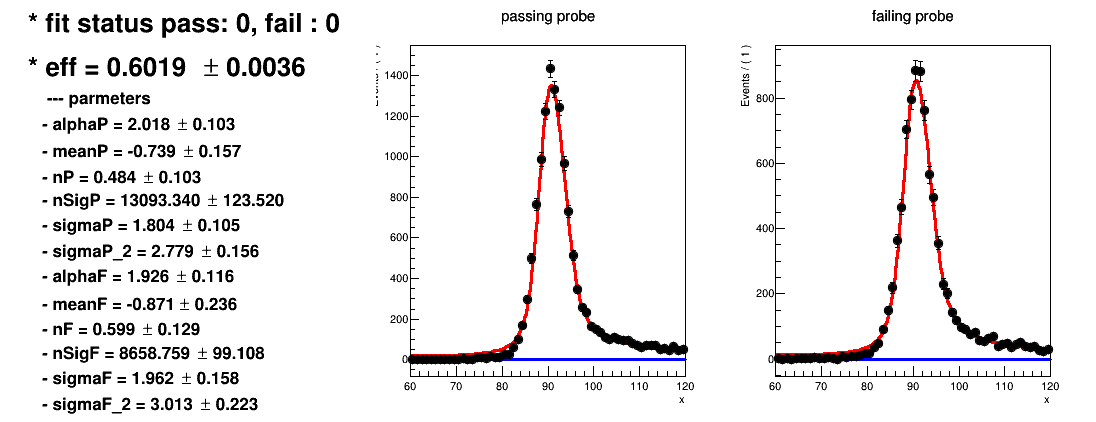 * fit status pass: 0, fail : 0
* eff = 0.6019 ± 0.0036
--- parmeters
- alphaP = 2.018 ± 0.103
- meanP = -0.739 ± 0.157
- nP = 0.484 ± 0.103
- nSigP = 13093.340 ± 123.520
- sigmaP = 1.804 ± 0.105
- sigmaP_2 = 2.779 ± 0.156
- alphaF = 1.926 ± 0.116
- meanF = -0.871 ± 0.236
- nF = 0.599 ± 0.129
- nSigF = 8658.759 ± 99.108
- sigmaF = 1.962 ± 0.158
- sigmaF_2 = 3.013 ± 0.223
passing probe
1400
1200
1000
800
600
400
200
0
60 70 80 90 100 110 120
x
failing probe
Events / ( 1 )
800
600
400
200
0
60 70 80 90 100 110 120
x